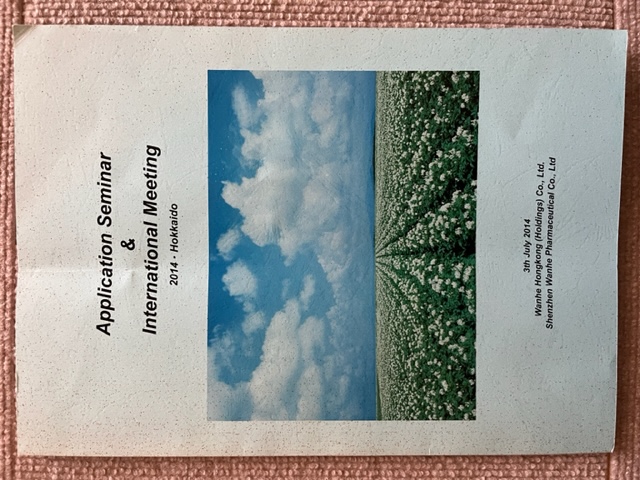 Application Seminar
&
International Meeting
2014 - Hokkaido
3th July 2014
Wanhe Hongkong (Holdings) Co., Ltd.
Shenzhen Wanhe Pharmaceutical Co., Ltd